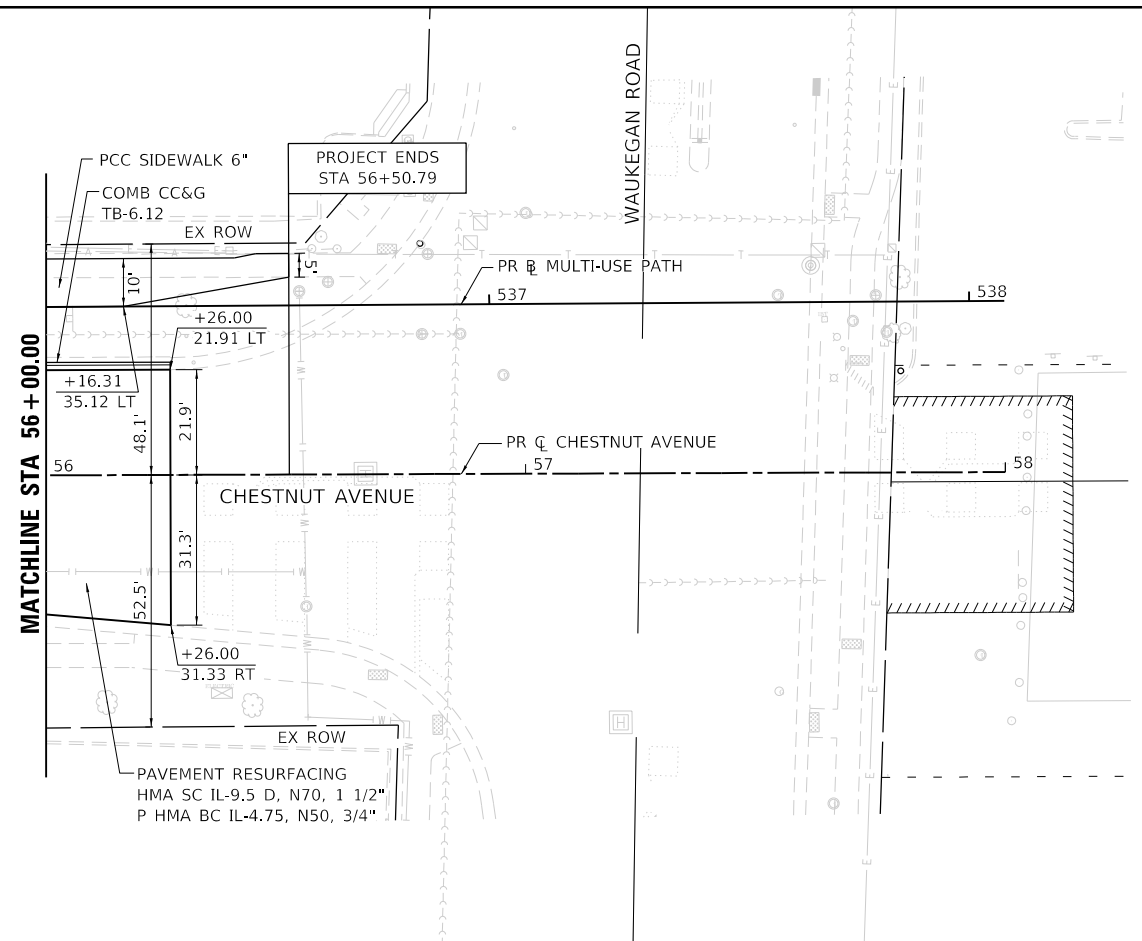 WAUKEGAN ROAD
PCC SIDEWALK 6"
COMB CC&G
TB-6.12
PROJECT ENDS
STA 56+50.79
EX ROW
A
A
E
T
T
T
T
5'
10'
PR BL MULTI-USE PATH
537
538
+26.00
21.91 LT
+16.31
35.12 LT
48.1'
21.9'
MATCHLINE STA 56+00.00
PR CL CHESTNUT AVENUE
56
57
58
H
CHESTNUT AVENUE
W
W
W
W
W
31.3'
52.5'
+26.00
31.33 RT
H
W
W
EX ROW
PAVEMENT RESURFACING
HMA SC IL-9.5 D, N70, 1 1/2"
P HMA BC IL-4.75, N50, 3/4"
E
E
E
E
E
E
E